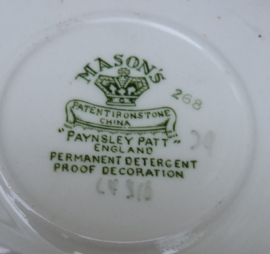 MASON'S
PATENT IRONSTONE
CHINA
"PAYNSLEY PATT"
ENGLAND
PERMANENT DETERGENT
PROOF DECORATION
268